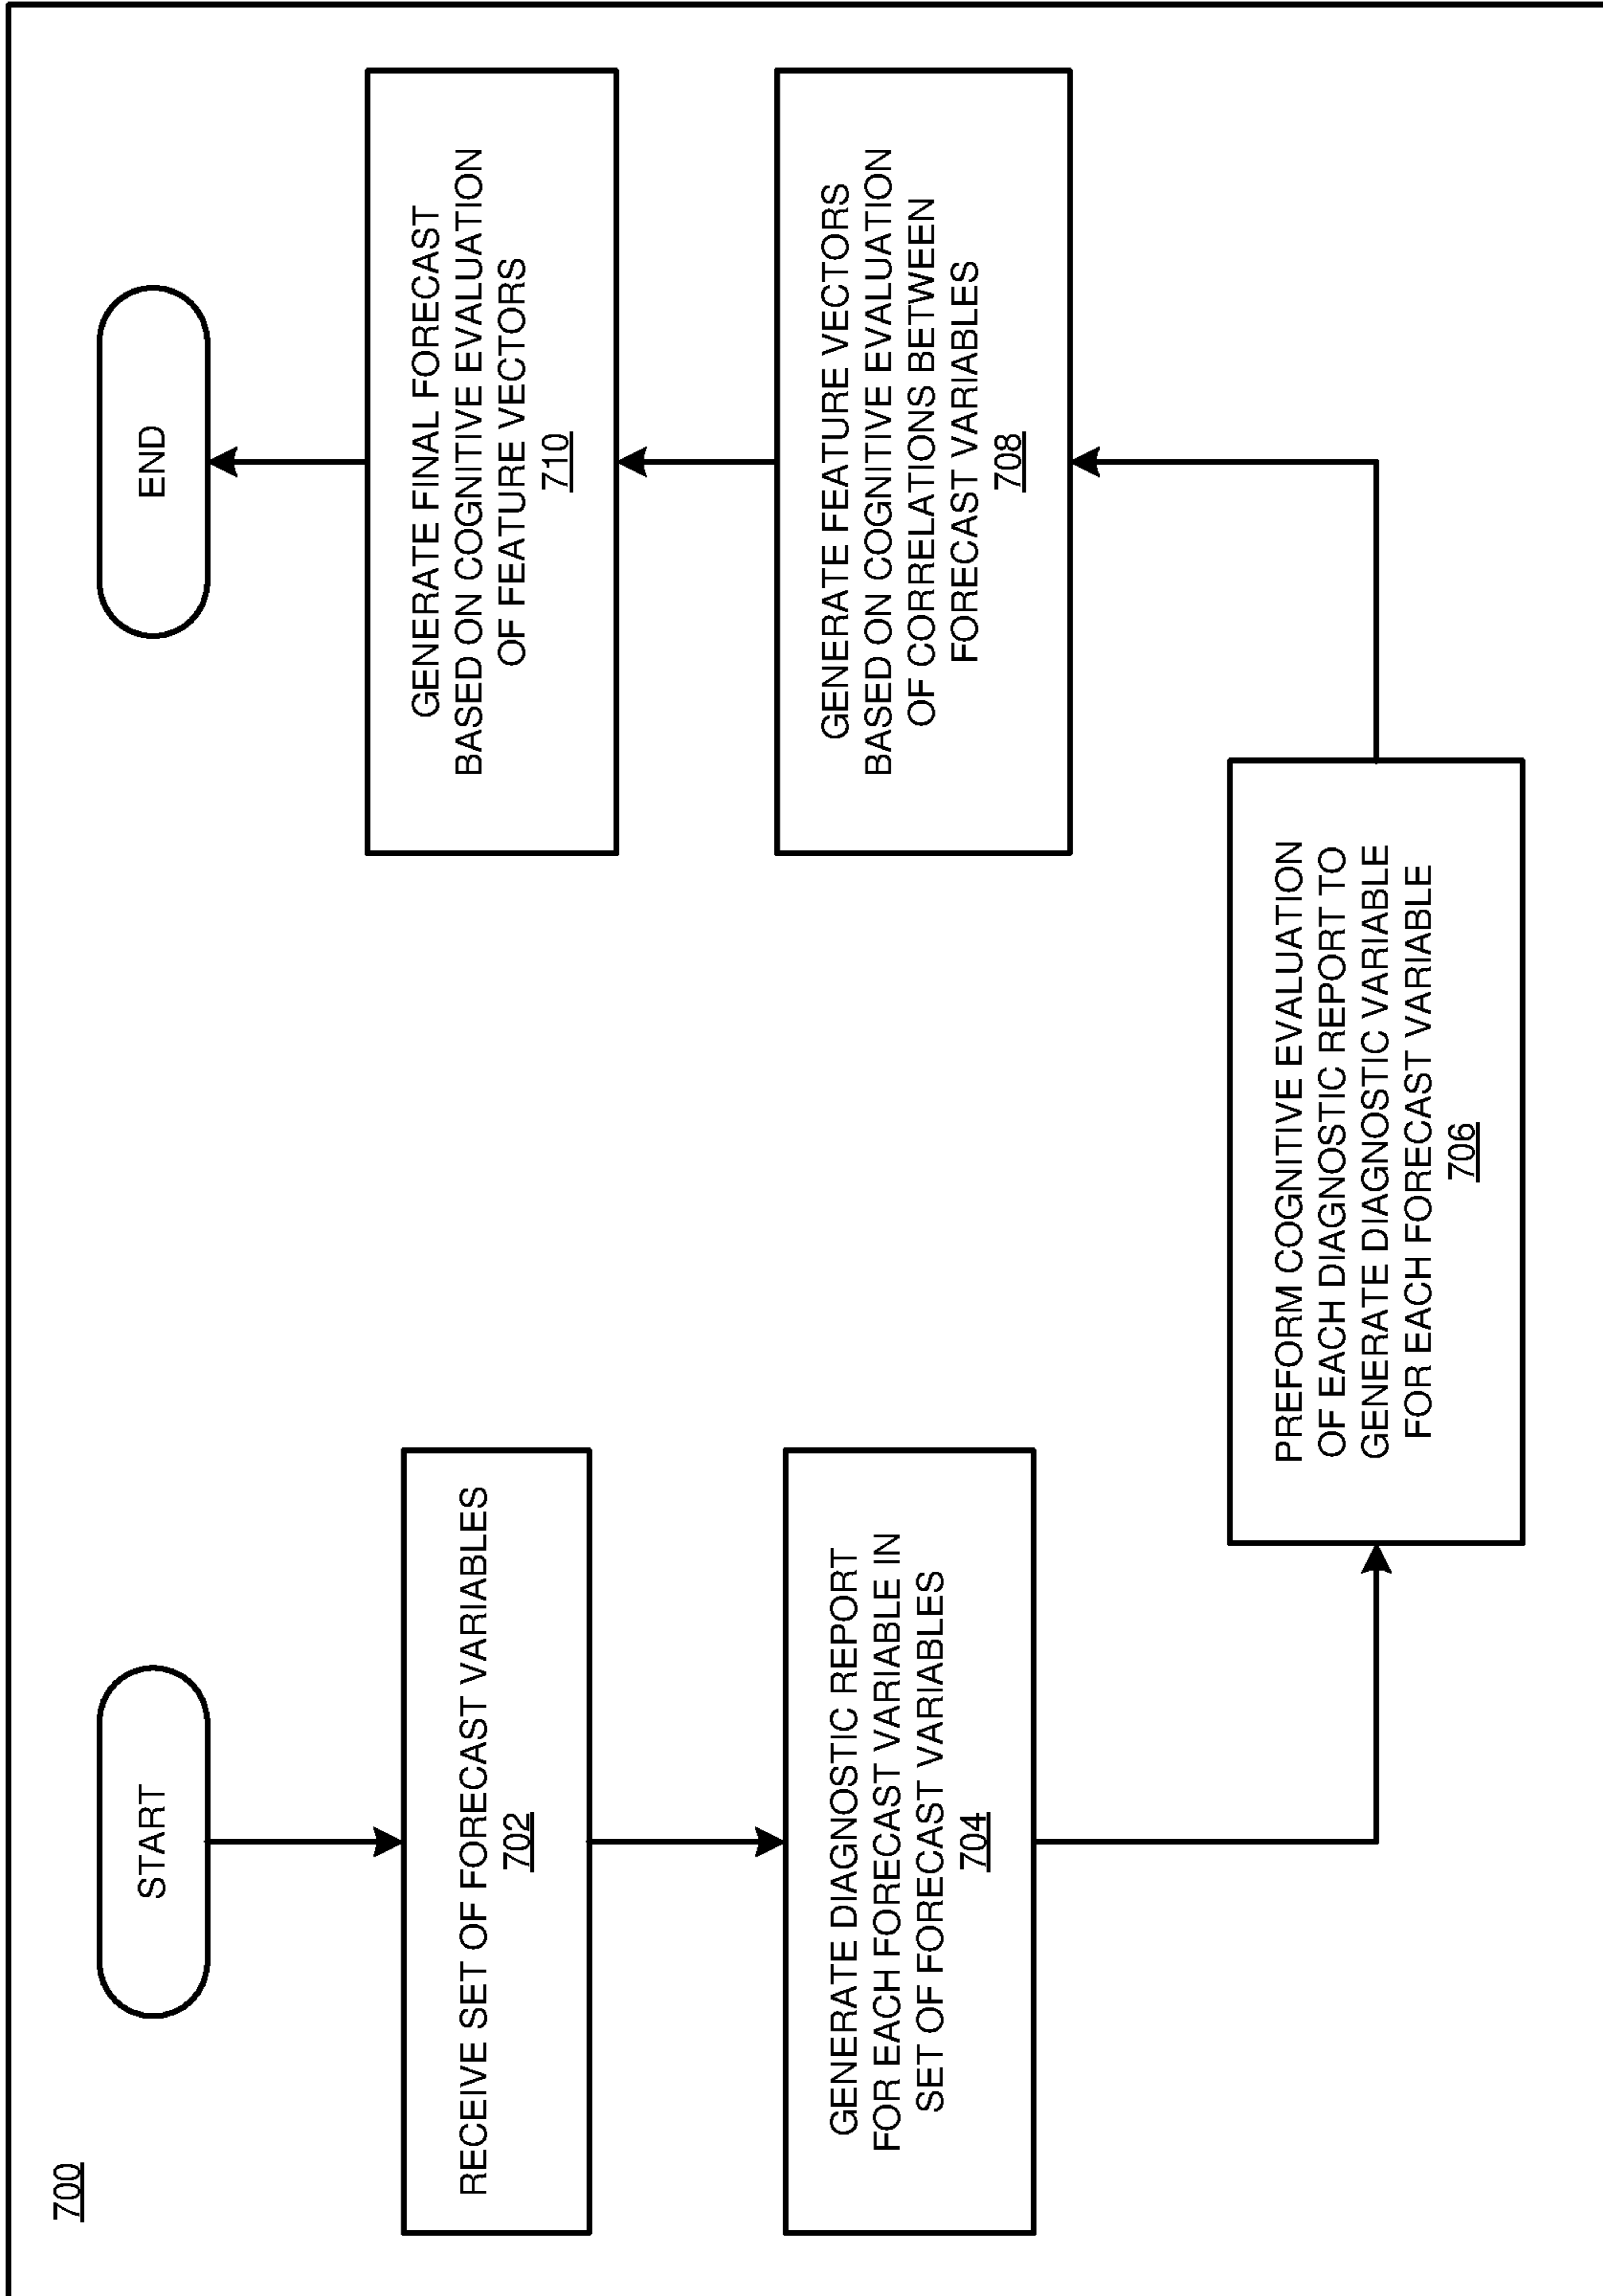 700
START
RECEIVE SET OF FORECAST VARIABLES
702
GENERATE DIAGNOSTIC REPORT
FOR EACH FORECAST VARIABLE IN
SET OF FORECAST VARIABLES
704
PREFORM COGNITIVE EVALUATION
OF EACH DIAGNOSTIC REPORT TO
GENERATE DIAGNOSTIC VARIABLE
FOR EACH FORECAST VARIABLE
706
GENERATE FEATURE VECTORS
BASED ON COGNITIVE EVALUATION
OF CORRELATIONS BETWEEN
FORECAST VARIABLES
708
GENERATE FINAL FORECAST
BASED ON COGNITIVE EVALUATION
OF FEATURE VECTORS
710
END